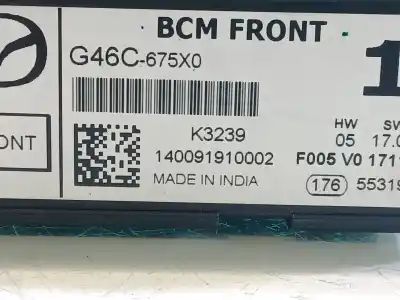 BCM FRONT
G46C-675X0
1
HW
SW
05
17.0
K3239
140091910002
F005 V0 171
MADE IN INDIA
176
5531